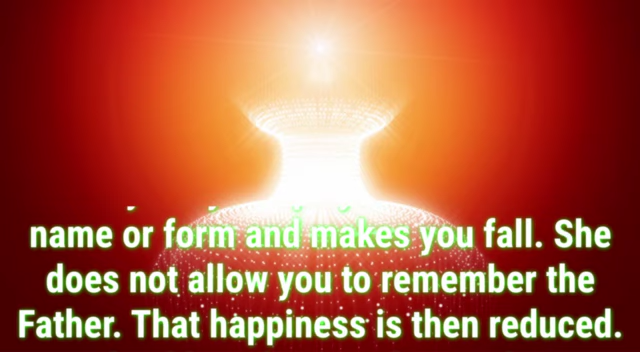 name or form and makes you fall. She
does not allow you to remember the
Father. That happiness is then reduced.